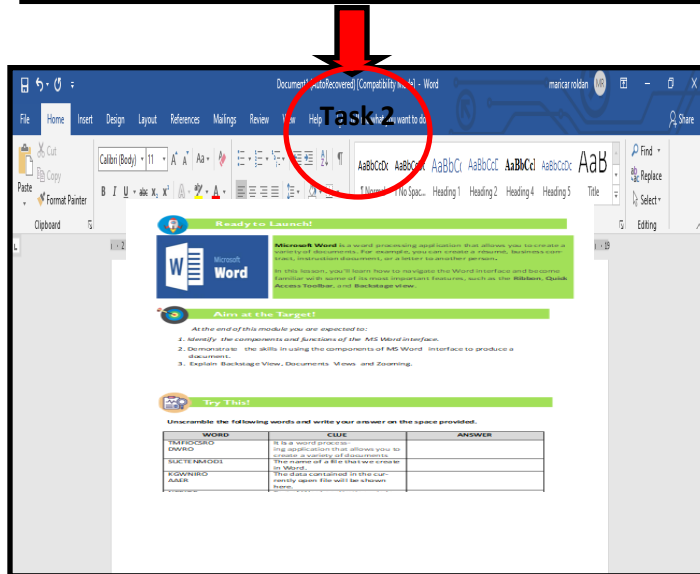 Document1 [AutoRecovered] [Compatibility Mode] - Word
maricar roldan MR
Task 2
File Home Insert Design Layout References Mailings Review View Help what you want to do Share
Cut
Copy
Paste
Format Painter
Clipboard
Calibri (Body) 11 A A Aa
B I U abc X₂ X²
AaBbCcDc AaBbCcDc AaBbCc AaBbCcE AaBbCcI AaBbCcDc AaB
¶ Normal ¶ No Spac... Heading 1 Heading 2 Heading 4 Heading 5 Title
Find
Replace
Select
Editing
Ready to Launch!
Microsoft
Word
W
Microsoft Word is a word processing application that allows you to create a
variety of documents. For example, you can create a résumé, business con-
tract, instruction document, or a letter to another person.
In this lesson, you'll learn how to navigate the Word interface and become
familiar with some of its most important features, such as the Ribbon, Quick
Access Toolbar, and Backstage view.
Aim at the Target!
At the end of this module you are expected to:
1. Identify the components and functions of the MS Word interface.
2. Demonstrate the skills in using the components of MS Word interface to produce a
document.
3. Explain Backstage View, Documents Views and Zooming.
Try This!
Unscramble the following words and write your answer on the space provided.
WORD CLUE ANSWER
TMFIOCSRO
DWRO
It is a word process-
ing application that allows you to
create a variety of documents
SUCTENMOD1
The name of a file that we create
in Word.
KGWNIRO
AAER
The data contained in the cur-
rently open file will be shown
here.